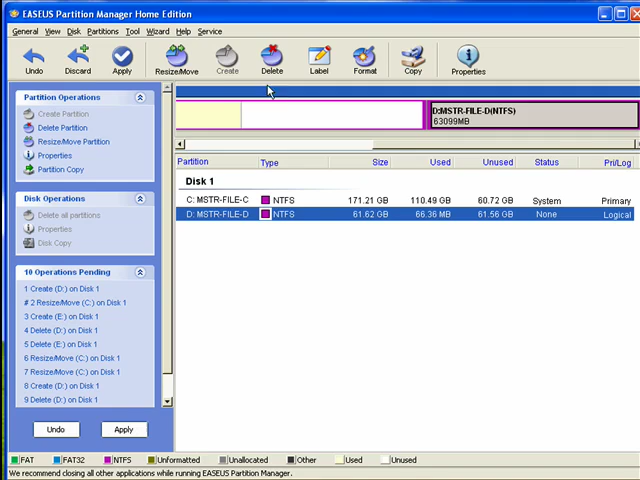 EASEUS Partition Manager Home Edition
General View Disk Partitions Tool Wizard Help Service
Undo Discard Apply Resize/Move Create Delete Label Format Copy Properties
Partition Operations
Create Partition
Delete Partition
Resize/Move Partition
Properties
Partition Copy
Disk Operations
Delete all partitions
Properties
Disk Copy
10 Operations Pending
1 Create (D:) on Disk 1
# 2 Resize/Move (C:) on Disk 1
3 Create (E:) on Disk 1
4 Delete (D:) on Disk 1
5 Delete (E:) on Disk 1
6 Resize/Move (C:) on Disk 1
7 Resize/Move (C:) on Disk 1
8 Create (D:) on Disk 1
9 Delete (D:) on Disk 1
Undo Apply
D:MSTR-FILE-D(NTFS)
63099MB
Partition Type Size Used Unused Status Pri/Log
Disk 1
C: MSTR-FILE-C NTFS 171.21 GB 110.49 GB 60.72 GB System Primary
D: MSTR-FILE-D NTFS 61.62 GB 66.36 MB 61.56 GB None Logical
FAT FAT32 NTFS Unformatted Unallocated Other Used Unused
We recommend closing all other applications while running EASEUS Partition Manager.